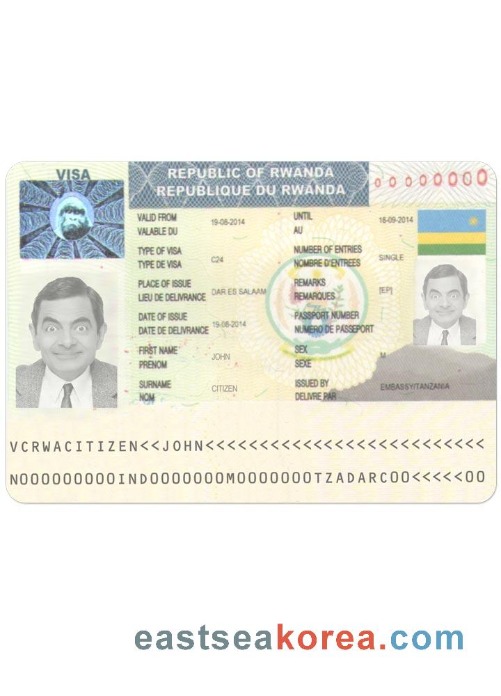 VISA
REPUBLIC OF RWANDA
REPUBLIQUE DU RWANDA
00000000
VALID FROM 19-08-2014 UNTIL 16-09-2014
VALABLE DU AU
TYPE OF VISA C24 NUMBER OF ENTRIES SINGLE
TYPE DE VISA NOMBRE D'ENTREES
PLACE OF ISSUE DAR ES SALAAM REMARKS [EP]
LIEU DE DELIVRANCE REMARQUES
DATE OF ISSUE 19-08-2014 PASSPORT NUMBER
DATE DE DELIVRANCE NUMERO DE PASSEPORT
FIRST NAME JOHN SEX M
PRENOM SEXE
SURNAME CITIZEN ISSUED BY EMBASSY/TANZANIA
NOM DELIVRE PAR
VCRWACITIZEN<<JOHN<<<<<<<<<<<<<<<<<<<<<<<<<<
N000000000IND0000000M0000000TZADARC00<<<<<00
eastseakorea.com